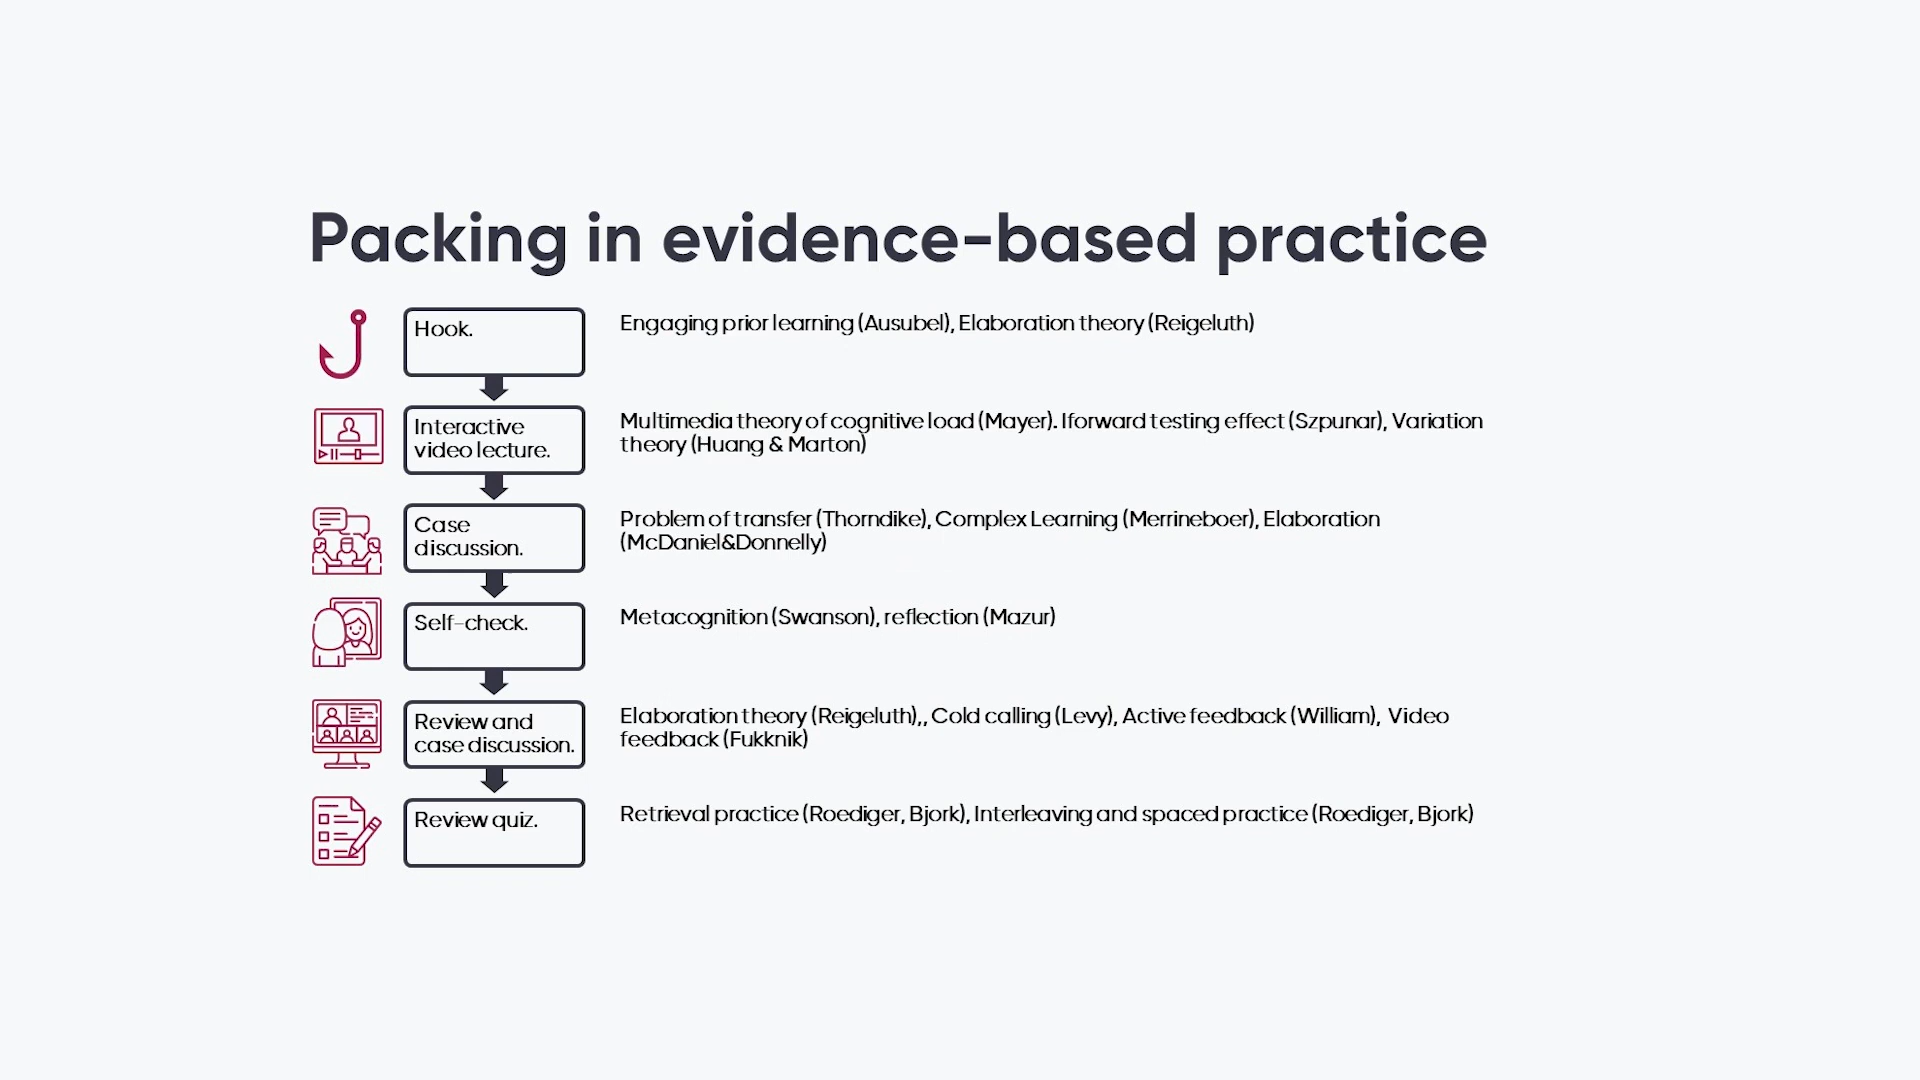 Packing in evidence-based practice
Hook.
Engaging prior learning (Ausubel), Elaboration theory (Reigeluth)
Interactive
video lecture.
Multimedia theory of cognitive load (Mayer). Iforward testing effect (Szpunar), Variation
theory (Huang & Marton)
Case
discussion.
Problem of transfer (Thorndike), Complex Learning (Merrineboer), Elaboration
(McDaniel&Donnelly)
Self-check.
Metacognition (Swanson), reflection (Mazur)
Review and
case discussion.
Elaboration theory (Reigeluth),, Cold calling (Levy), Active feedback (William), Video
feedback (Fukknik)
Review quiz.
Retrieval practice (Roediger, Bjork), Interleaving and spaced practice (Roediger, Bjork)